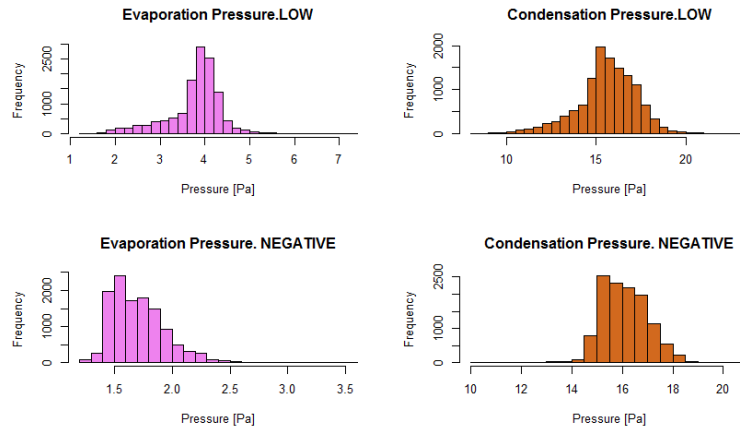 Evaporation Pressure.LOW
Frequency
0 1000 2500
1 2 3 4 5 6 7
Pressure [Pa]
Condensation Pressure.LOW
Frequency
0 1000 2000
10 15 20
Pressure [Pa]
Evaporation Pressure. NEGATIVE
Frequency
0 1000 2000
1.5 2.0 2.5 3.0 3.5
Pressure [Pa]
Condensation Pressure. NEGATIVE
Frequency
0 1000 2500
10 12 14 16 18 20
Pressure [Pa]